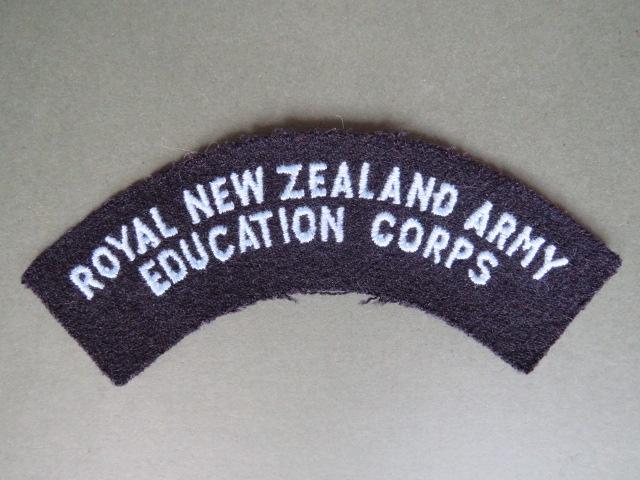 ROYAL NEW ZEALAND ARMY
EDUCATION CORPS